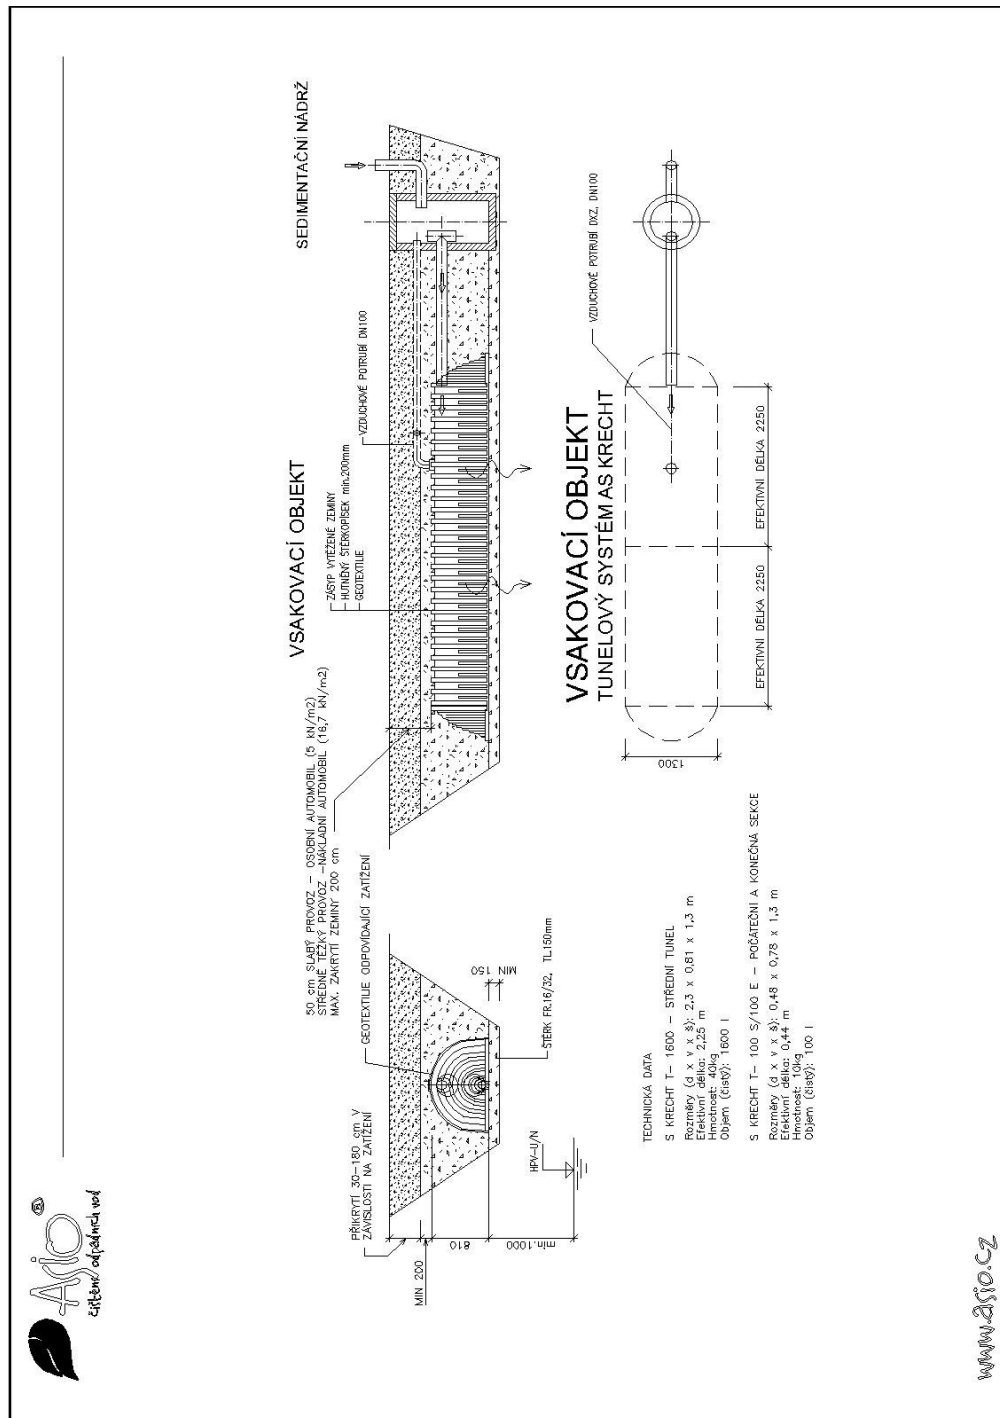 Asio ®
čištění odpadních vod
VSAKOVACÍ OBJEKT
SEDIMENTAČNÍ NÁDRŽ
50 cm SLABÝ PROVOZ - OSOBNÍ AUTOMOBIL (5 kN/m2)
STŘEDNĚ TĚŽKÝ PROVOZ -NÁKLADNÍ AUTOMOBIL (16,7 kN/m2)
MAX. ZAKRYTÍ ZEMINY 200 cm
ZÁSYP VYTĚŽENÉ ZEMINY
HUTNĚNÝ ŠTĚRKOPÍSEK min.200mm
GEOTEXTILIE
VZDUCHOVÉ POTRUBÍ DN100
PŘIKRYTÍ 30-180 cm V
ZÁVISLOSTI NA ZATÍŽENÍ
GEOTEXTILIE ODPOVÍDAJÍCÍ ZATÍŽENÍ
MIN 200
810
min.1000
HPV-U/N
MIN 150
ŠTĚRK FR.16/32, TL.150mm
VSAKOVACÍ OBJEKT
TUNELOVÝ SYSTÉM AS KRECHT
VZDUCHOVÉ POTRUBÍ DXZ, DN100
1300
EFEKTIVNÍ DÉLKA 2250
EFEKTIVNÍ DÉLKA 2250
TECHNICKÁ DATA
S KRECHT T- 1600 - STŘEDNÍ TUNEL
Rozměry (d x v x š): 2,3 x 0,81 x 1,3 m
Efektivní délka: 2,25 m
Hmotnost: 40kg
Objem (čistý): 1600 l
S KRECHT T- 100 S/100 E - POČÁTEČNÍ A KONEČNÁ SEKCE
Rozměry (d x v x š): 0,48 x 0,78 x 1,3 m
Efektivní délka: 0,44 m
Hmotnost: 10kg
Objem (čistý): 100 l
www.asio.cz